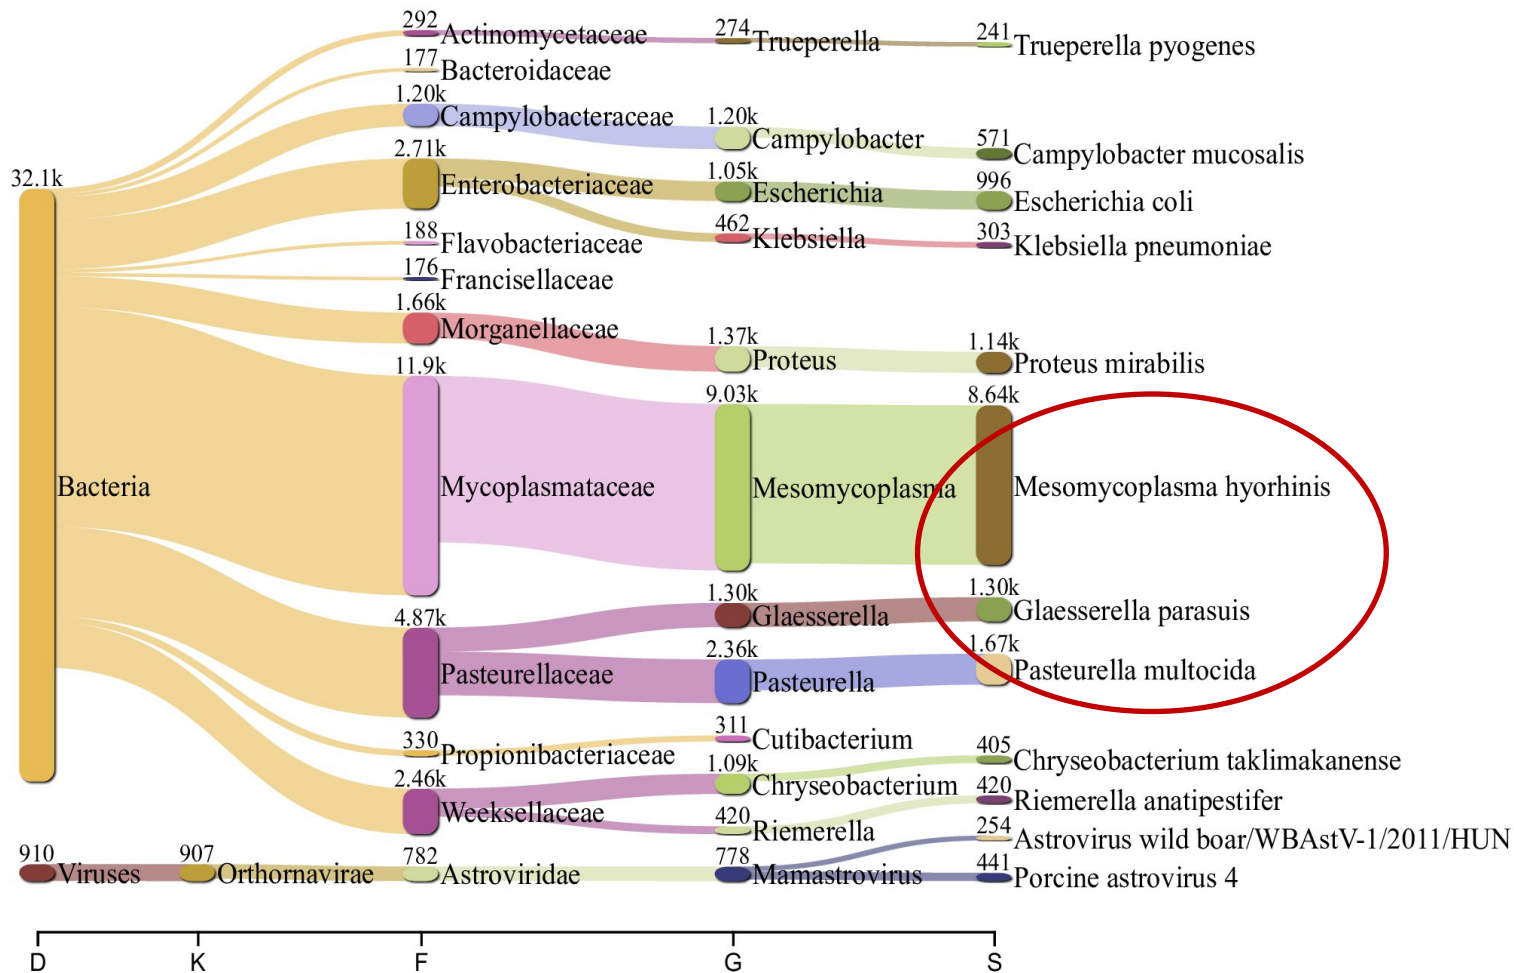 292 Actinomycetaceae
274 Trueperella
241 Trueperella pyogenes
177 Bacteroidaceae
1.20k Campylobacteraceae
1.20k Campylobacter
571 Campylobacter mucosalis
2.71k Enterobacteriaceae
1.05k Escherichia
996 Escherichia coli
32.1k Bacteria
462 Klebsiella
303 Klebsiella pneumoniae
188 Flavobacteriaceae
176 Francisellaceae
1.66k Morganellaceae
1.37k Proteus
1.14k Proteus mirabilis
11.9k Mycoplasmataceae
9.03k Mesomycoplasma
8.64k Mesomycoplasma hyorhinis
1.30k Glaesserella
1.30k Glaesserella parasuis
4.87k Pasteurellaceae
2.36k Pasteurella
1.67k Pasteurella multocida
330 Propionibacteriaceae
311 Cutibacterium
2.46k Weeksellaceae
1.09k Chryseobacterium
405 Chryseobacterium taklimakanense
420 Riemerella
420 Riemerella anatipestifer
910 Viruses
907 Orthornavirae
782 Astroviridae
778 Mamastrovirus
254 Astrovirus wild boar/WBAstV-1/2011/HUN
441 Porcine astrovirus 4
D K F G S